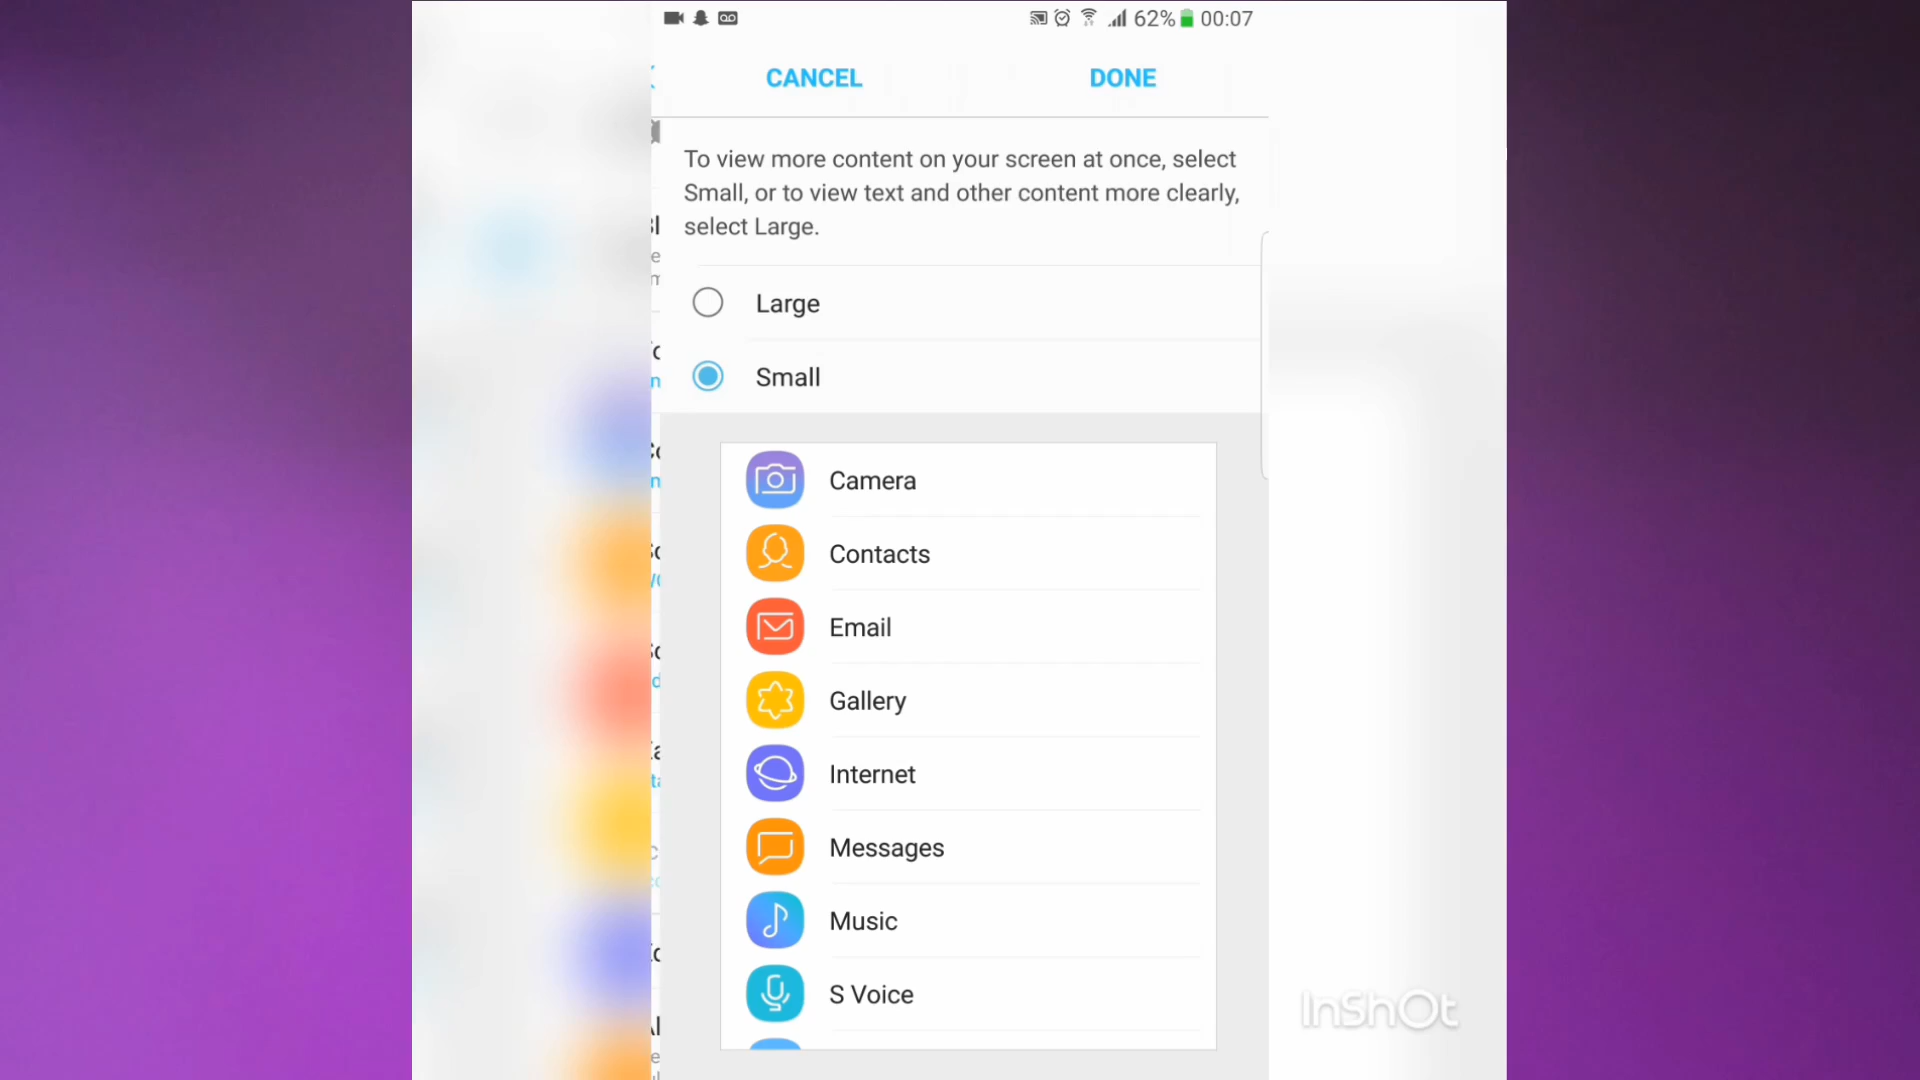 62% 00:07
CANCEL DONE
To view more content on your screen at once, select
Small, or to view text and other content more clearly,
select Large.
Large
Small
Camera
Contacts
Email
Gallery
Internet
Messages
Music
S Voice
InShOt